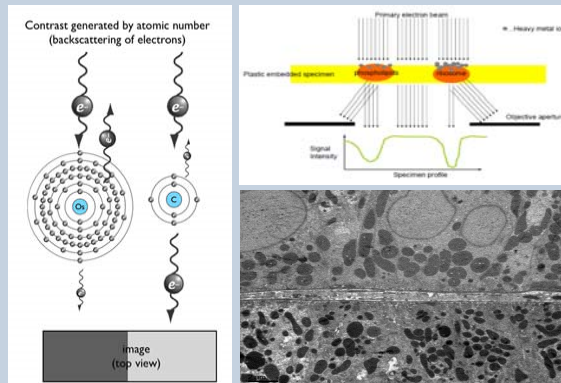 Contrast generated by atomic number
(backscattering of electrons)
e⁻
e⁻
e⁻
Os
C
e⁻
image
(top view)
Primary electron beam
Heavy metal
Plastic embedded specimen
phospholipids
ribosome
Objective aperture
Signal
Intensity
Specimen profile